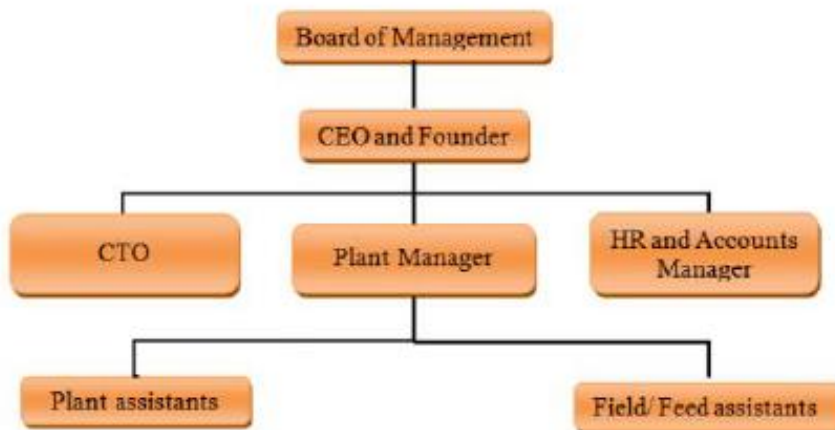 Board of Management
CEO and Founder
CTO
Plant Manager
HR and Accounts
Manager
Plant assistants
Field/ Feed assistants